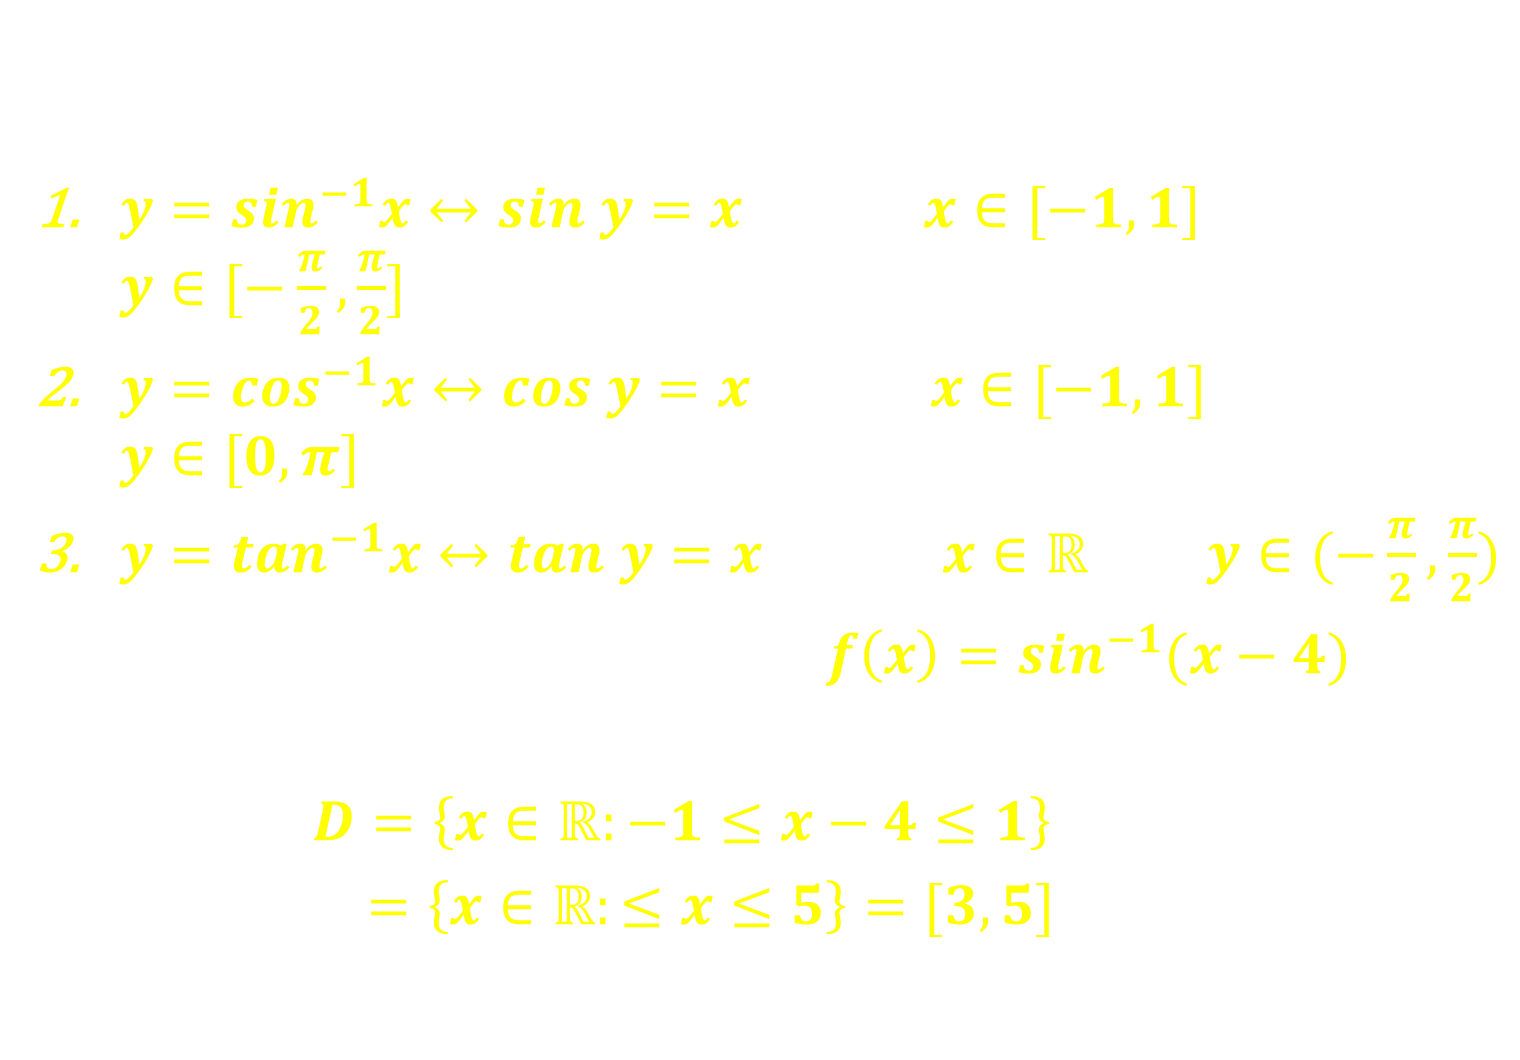 1. y = sin⁻¹x ↔ sin y = x x ∈ [−1, 1]
y ∈ [−π/2, π/2]
2. y = cos⁻¹x ↔ cos y = x x ∈ [−1, 1]
y ∈ [0, π]
3. y = tan⁻¹x ↔ tan y = x x ∈ ℝ y ∈ (−π/2, π/2)
f(x) = sin⁻¹(x − 4)
D = {x ∈ ℝ: −1 ≤ x − 4 ≤ 1}
= {x ∈ ℝ: ≤ x ≤ 5} = [3, 5]